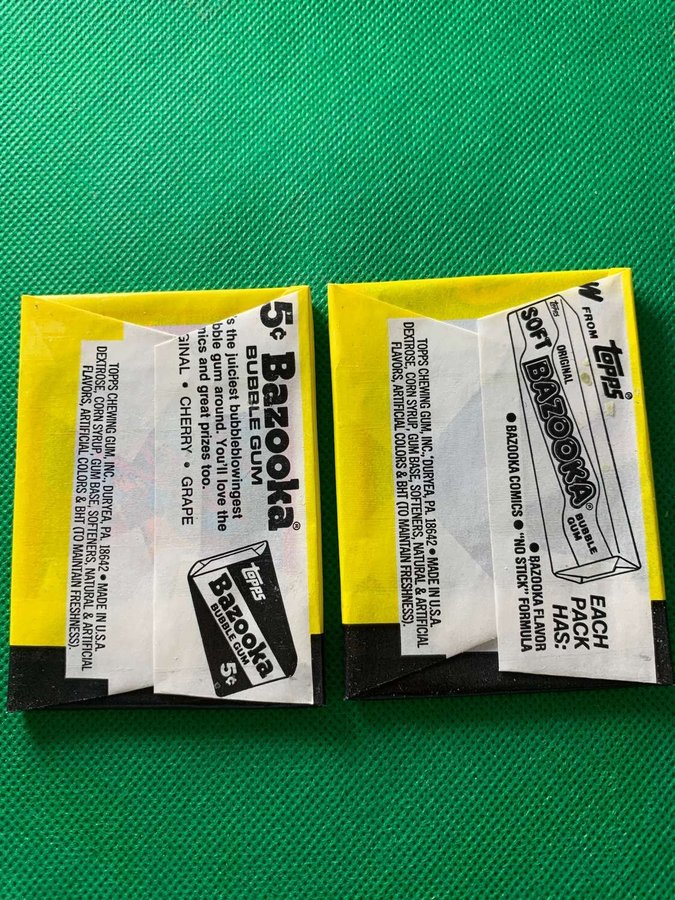 TOPPS CHEWING GUM, INC., DURYEA, PA. 18642 • MADE IN U.S.A.
DEXTROSE, CORN SYRUP, GUM BASE, SOFTENERS, NATURAL & ARTIFICIAL
FLAVORS, ARTIFICIAL COLORS & BHT (TO MAINTAIN FRESHNESS).
5¢ Bazooka®
BUBBLE GUM
's the juiciest bubbleblowingest
bble gum around. You'll love the
mics and great prizes too.
GINAL • CHERRY • GRAPE
topps
Bazooka
BUBBLE GUM
5¢
TOPPS CHEWING GUM, INC., DURYEA, PA. 18642 • MADE IN U.S.A.
DEXTROSE, CORN SYRUP, GUM BASE, SOFTENERS, NATURAL & ARTIFICIAL
FLAVORS, ARTIFICIAL COLORS & BHT (TO MAINTAIN FRESHNESS).
W FROM topps®
topps
ORIGINAL
SOFT BAZOOKA®
BUBBLE
GUM
EACH
PACK
HAS:
• BAZOOKA FLAVOR
• BAZOOKA COMICS • "NO STICK" FORMULA